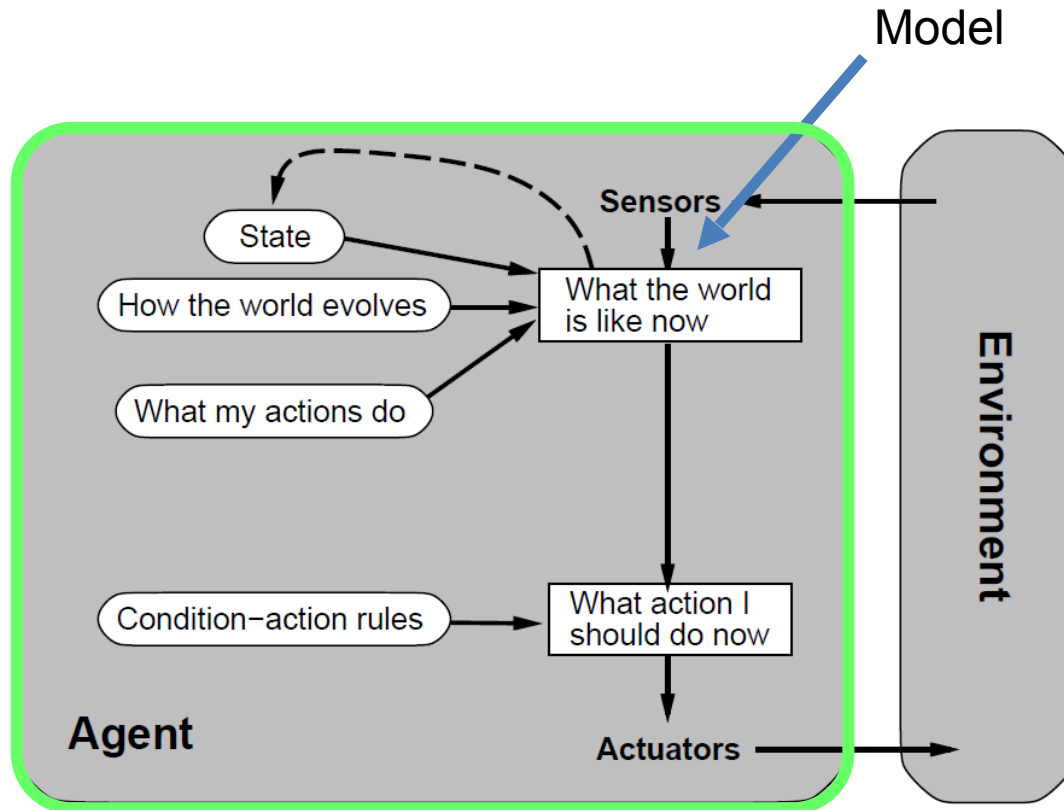 Model
Sensors
State
What the world
is like now
How the world evolves
What my actions do
Environment
Condition−action rules
What action I
should do now
Agent
Actuators